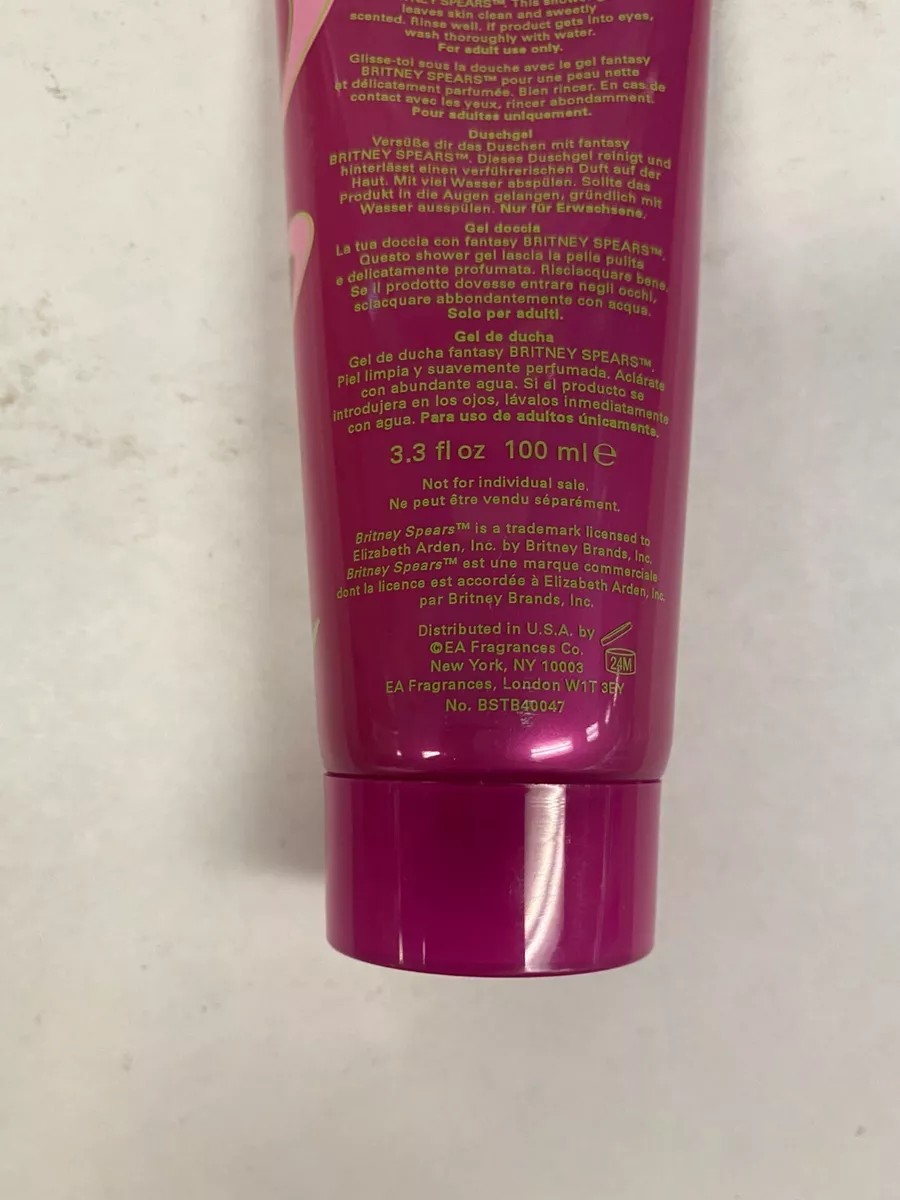 BRITNEY SPEARS™. This shower
leaves skin clean and sweetly
scented. Rinse well. If product gets into eyes,
wash thoroughly with water.
For adult use only.
Glisse-toi sous la douche avec le gel fantasy
BRITNEY SPEARS™ pour une peau nette
et délicatement parfumée. Bien rincer. En cas de
contact avec les yeux, rincer abondamment.
Pour adultes uniquement.
Duschgel
Versüße dir das Duschen mit fantasy
BRITNEY SPEARS™. Dieses Duschgel reinigt und
hinterlässt einen verführerischen Duft auf der
Haut. Mit viel Wasser abspülen. Sollte das
Produkt in die Augen gelangen, gründlich mit
Wasser ausspülen. Nur für Erwachsene.
Gel doccia
La tua doccia con fantasy BRITNEY SPEARS™.
Questo shower gel lascia la pelle pulita
e delicatamente profumata. Risciacquare bene.
Se il prodotto dovesse entrare negli occhi,
sciacquare abbondantemente con acqua.
Solo per adulti.
Gel de ducha
Gel de ducha fantasy BRITNEY SPEARS™.
Piel limpia y suavemente perfumada. Aclárate
con abundante agua. Si el producto se
introdujera en los ojos, lávalos inmediatamente
con agua. Para uso de adultos únicamente.
3.3 fl oz 100 ml ℮
Not for individual sale.
Ne peut être vendu séparément.
Britney Spears™ is a trademark licensed to
Elizabeth Arden, Inc. by Britney Brands, Inc.
Britney Spears™ est une marque commerciale
dont la licence est accordée à Elizabeth Arden, Inc.
par Britney Brands, Inc.
Distributed in U.S.A. by
©EA Fragrances Co.
New York, NY 10003
24M
EA Fragrances, London W1T 3BY
No. BSTB40047